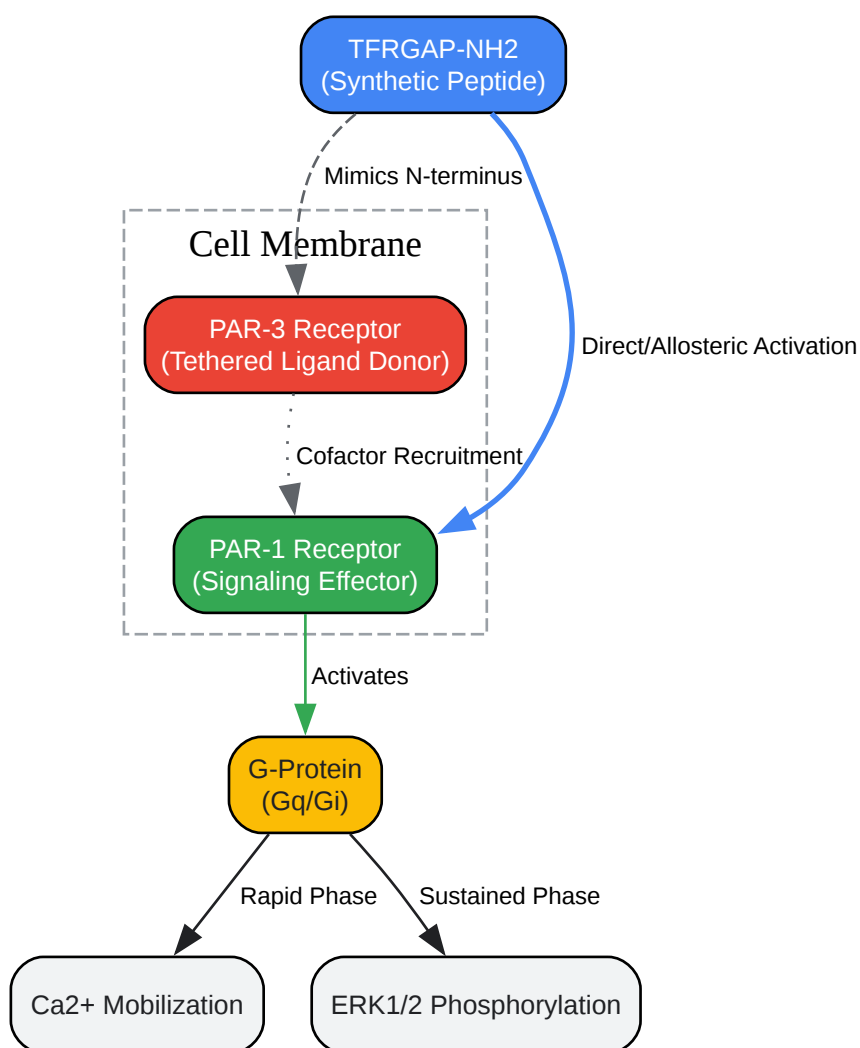 TFRGAP-NH2
(Synthetic Peptide)
Mimics N-terminus
Cell Membrane
PAR-3 Receptor
(Tethered Ligand Donor)
Direct/Allosteric Activation
Cofactor Recruitment
PAR-1 Receptor
(Signaling Effector)
Activates
G-Protein
(Gq/Gi)
Rapid Phase
Sustained Phase
Ca2+ Mobilization
ERK1/2 Phosphorylation